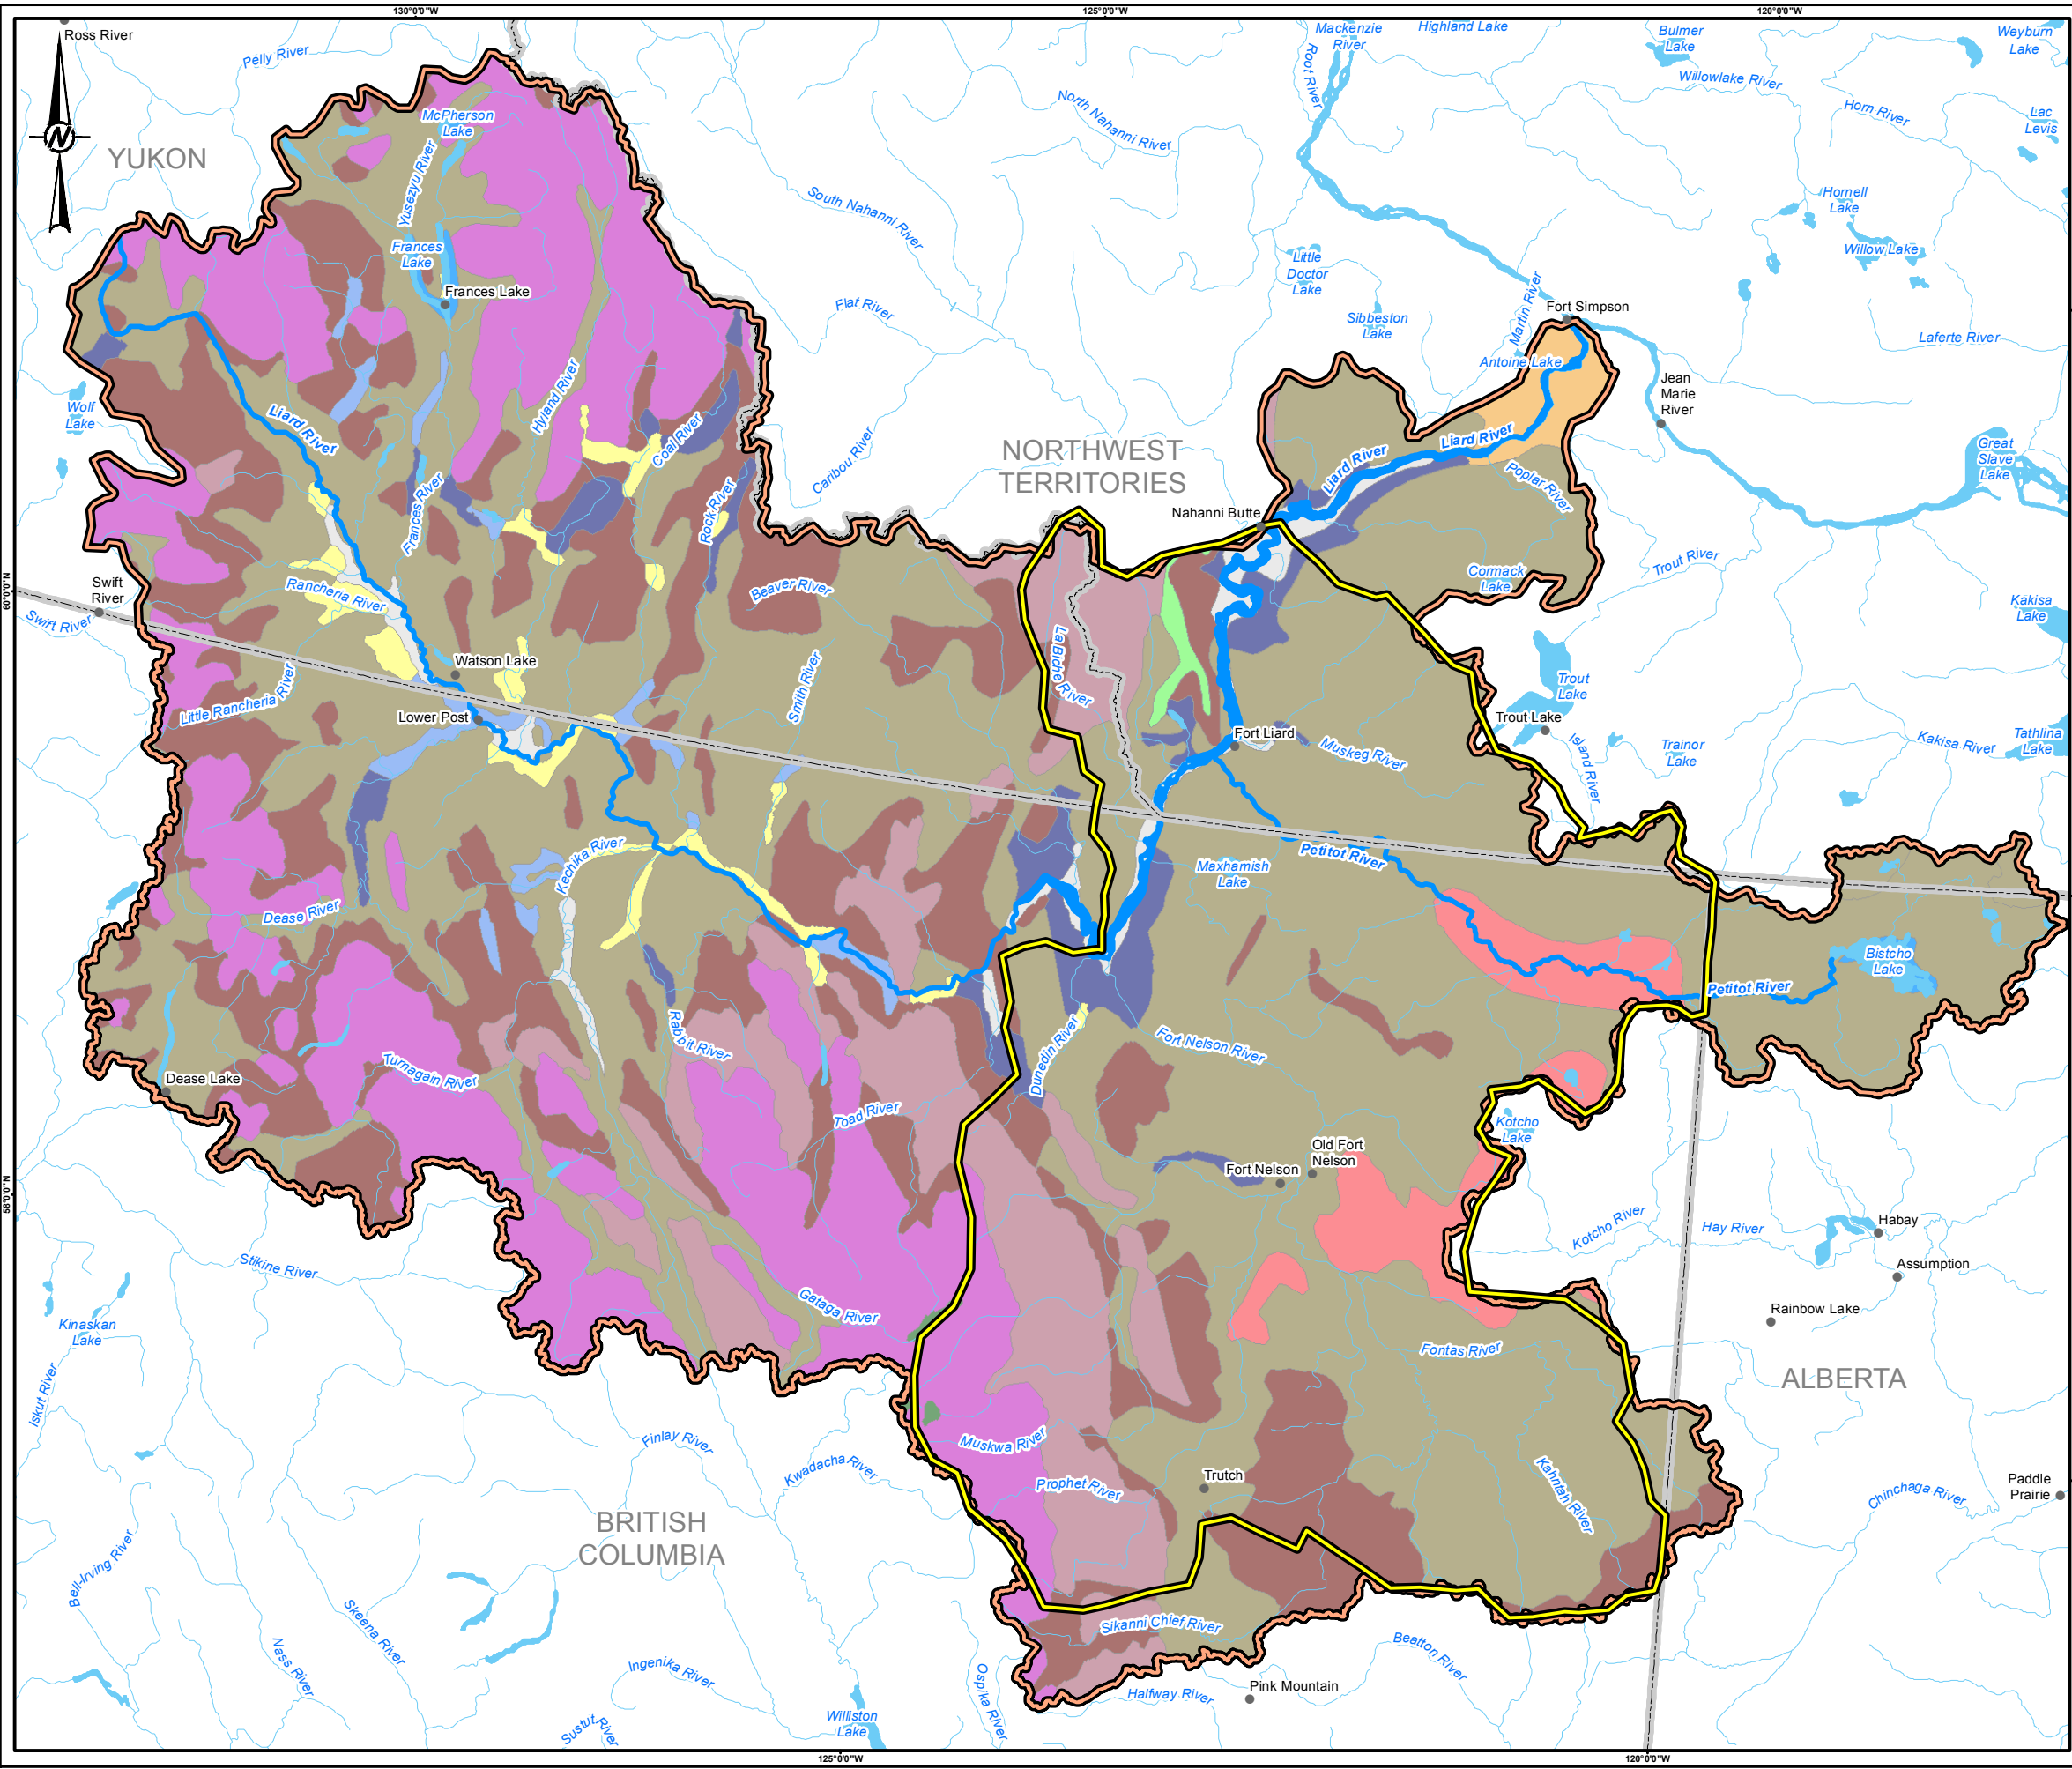 130°0'0"W
125°0'0"W
120°0'0"W
Ross River
Pelly River
Mackenzie
River
Highland Lake
Bulmer
Lake
Weyburn
Lake
Root River
Willowlake River
Horn River
Lac
Levis
N
YUKON
McPherson
Lake
North Nahanni River
Yusezyu River
South Nahanni River
Hornell
Lake
Willow Lake
Frances
Lake
Frances Lake
Little
Doctor
Lake
Flat River
Martin River
Fort Simpson
Sibbeston
Lake
Laferte River
Antoine Lake
Jean
Marie
River
Wolf
Lake
Liard River
Hyland River
Coal River
Caribou River
NORTHWEST
TERRITORIES
Liard River
Liard River
Great
Slave
Lake
Poplar River
Frances River
Rock River
Nahanni Butte
Trout River
Cormack
Lake
60°0'0"N
Swift
River
Swift River
Rancheria River
Beaver River
Kakisa
Lake
La Biche River
Watson Lake
Little Rancheria River
Smith River
Trout
Lake
Trout Lake
Lower Post
Fort Liard
Muskeg River
Island River
Trainor
Lake
Kakisa River
Tathlina
Lake
Kechika River
Maxhamish
Lake
Petitot River
Dease River
Bistcho
Lake
Petitot River
Rabbit River
Dunedin River
Fort Nelson River
Turnagain River
Dease Lake
Toad River
Kotcho
Lake
Old Fort
Nelson
Fort Nelson
58°0'0"N
Kotcho River
Hay River
Habay
Stikine River
Assumption
Gataga River
Kinaskan
Lake
Rainbow Lake
Fontas River
Iskut River
ALBERTA
Finlay River
Muskwa River
Kwadacha River
Prophet River
Trutch
Kahntah River
Chinchaga River
Paddle
Prairie
BRITISH
COLUMBIA
Bell-Irving River
Skeena River
Nass River
Sikanni Chief River
Beatton River
Ingenika River
Ospika River
Halfway River
Pink Mountain
Sustut River
Williston
Lake
125°0'0"W
120°0'0"W